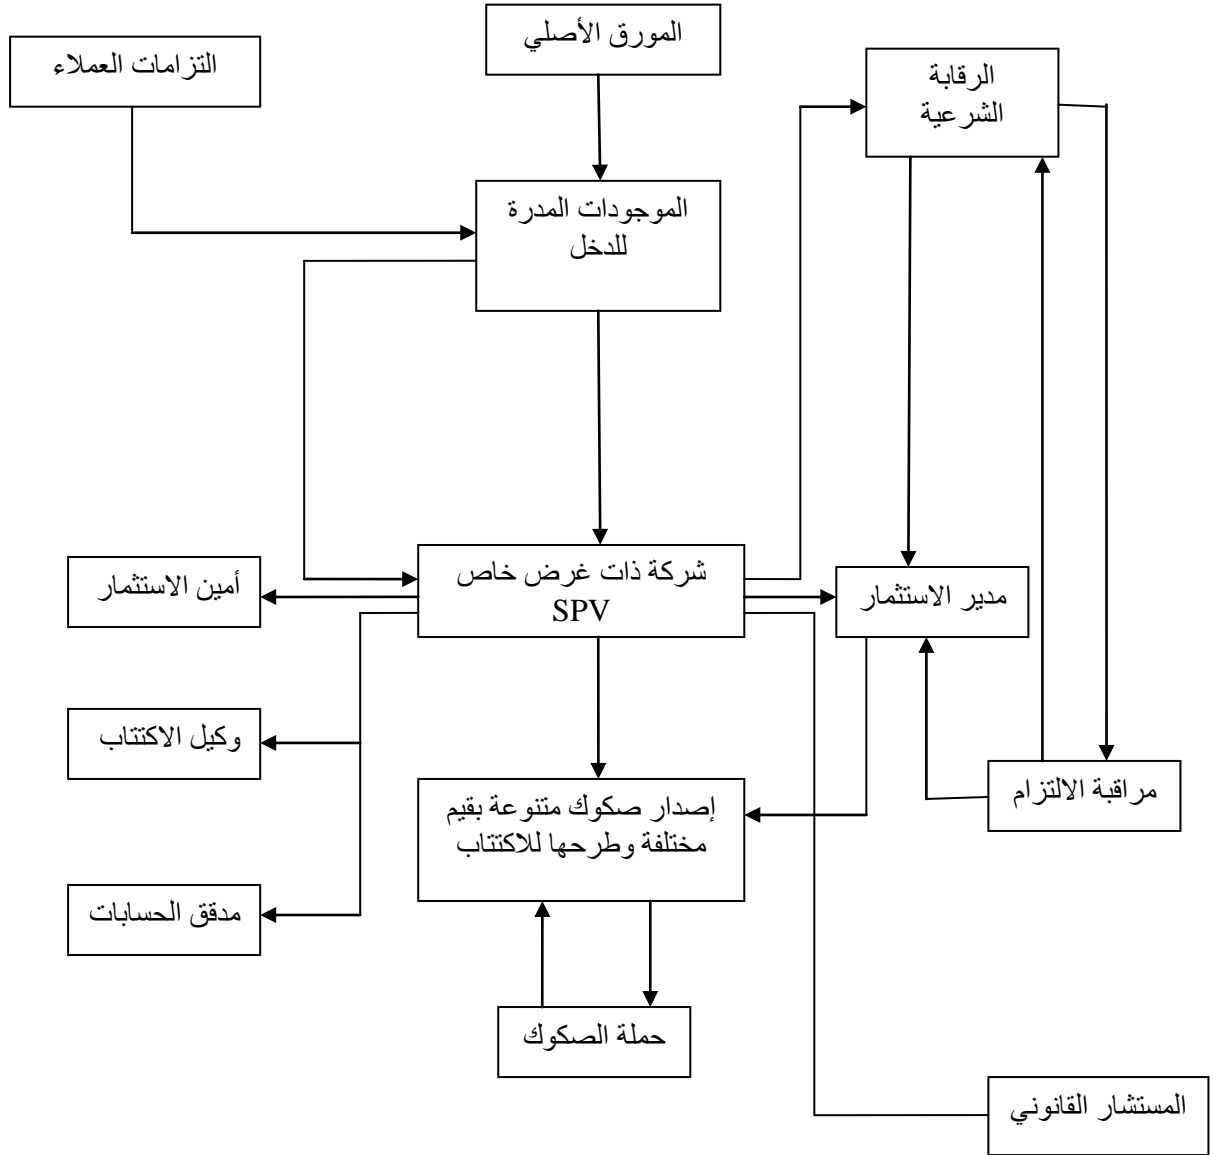 المورق الأصلي
التزامات العملاء
الرقابة
الشرعية
الموجودات المدرة
للدخل
شركة ذات غرض خاص
SPV
أمين الاستثمار
مدير الاستثمار
وكيل الاكتتاب
مراقبة الالتزام
إصدار صكوك متنوعة بقيم
مختلفة وطرحها للاكتتاب
مدقق الحسابات
حملة الصكوك
المستشار القانوني